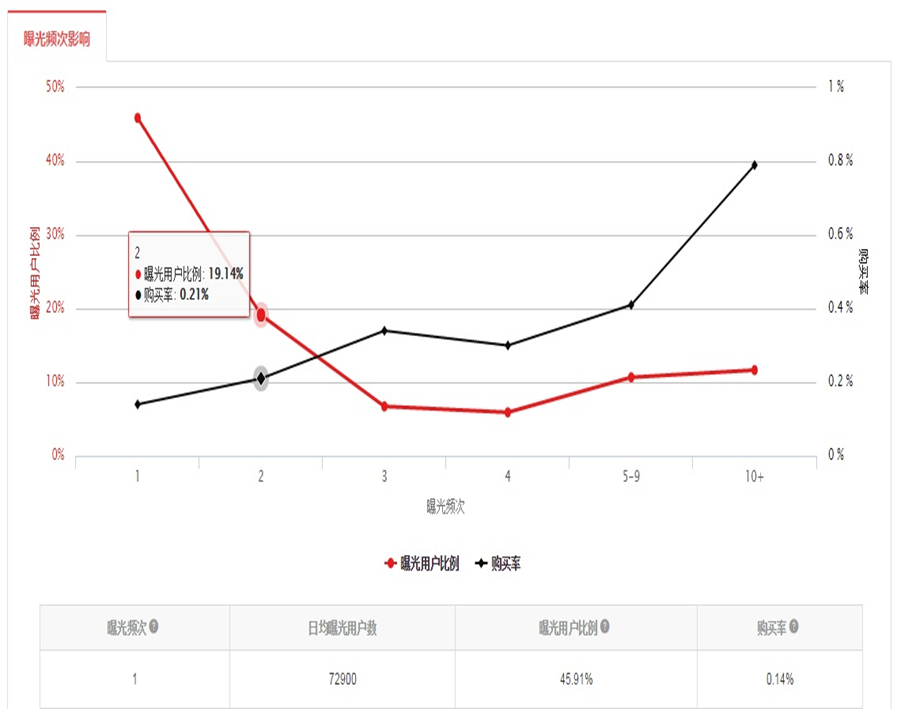 曝光频次影响
50%
1 %
40%
0.8 %
30%
0.6 %
20%
0.4 %
10%
0.2 %
0%
0 %
曝光用户比例
购买率
2
曝光用户比例: 19.14%
购买率: 0.21%
1 2 3 4 5-9 10+
曝光频次
曝光用户比例 购买率
曝光频次 ? 日均曝光用户数 曝光用户比例 ? 购买率 ?
1 72900 45.91% 0.14%